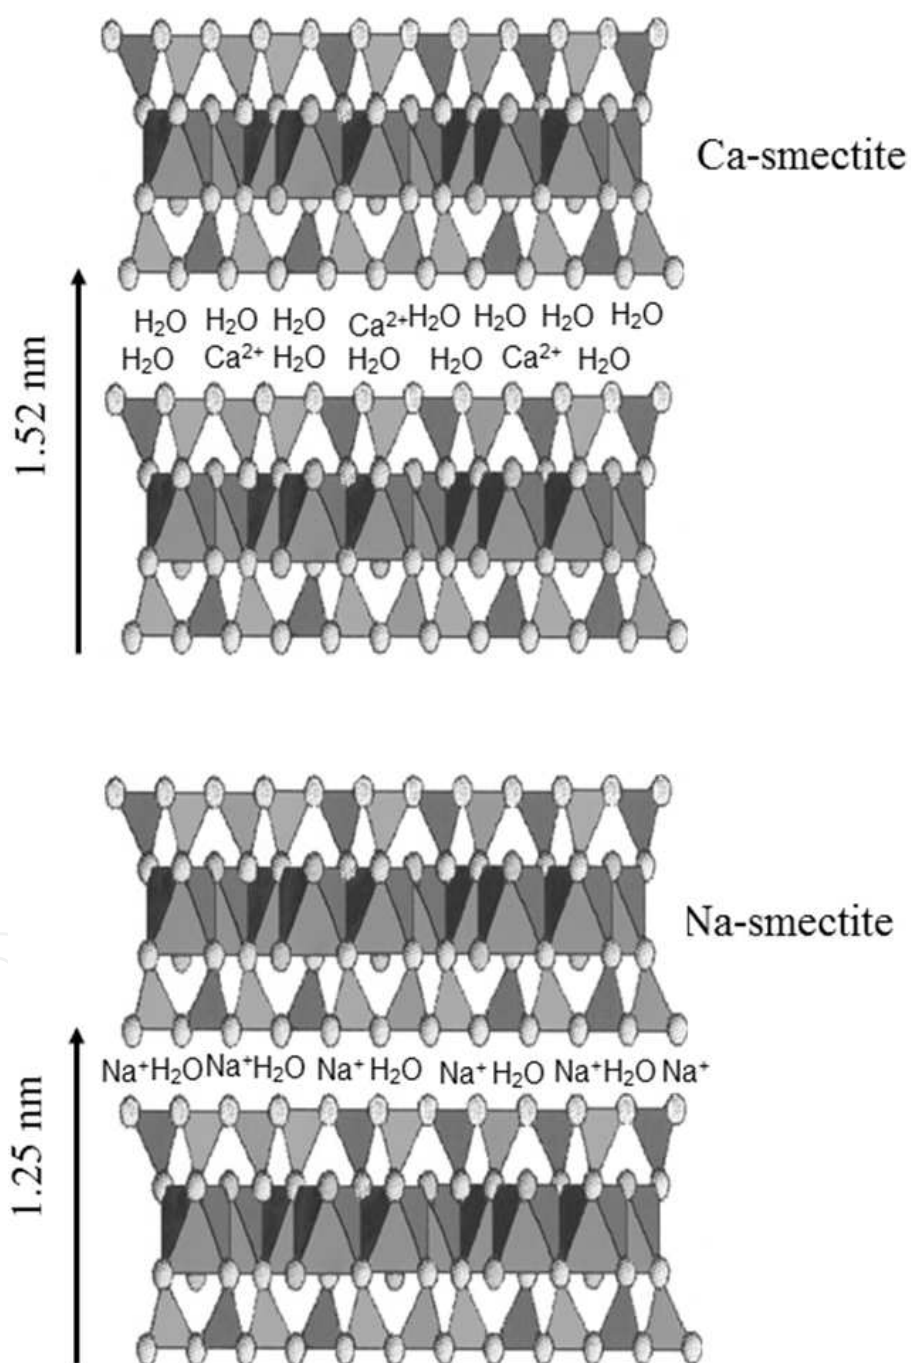 Ca-smectite
H₂O H₂O H₂O Ca²⁺H₂O H₂O H₂O H₂O
H₂O Ca²⁺ H₂O H₂O H₂O Ca²⁺ H₂O
1.52 nm
Na-smectite
Na⁺H₂ONa⁺H₂O Na⁺H₂O Na⁺H₂O Na⁺H₂O Na⁺
1.25 nm